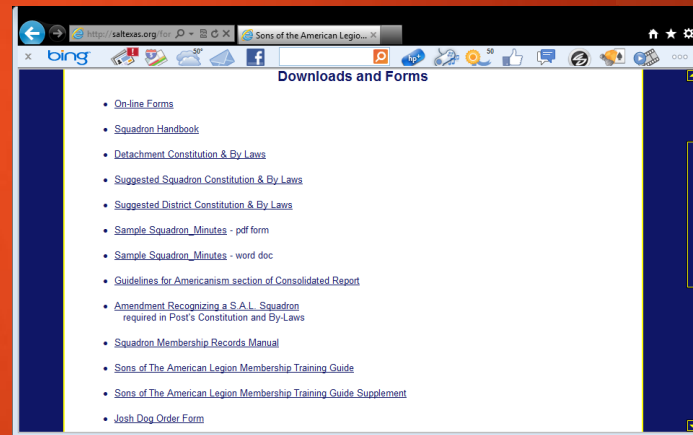 http://saltexas.org/for
Sons of the American Legio...
bing
50°
hp
50
Downloads and Forms
On-line Forms
Squadron Handbook
Detachment Constitution & By Laws
Suggested Squadron Constitution & By Laws
Suggested District Constitution & By Laws
Sample Squadron_Minutes - pdf form
Sample Squadron_Minutes - word doc
Guidelines for Americanism section of Consolidated Report
Amendment Recognizing a S.A.L. Squadron
required in Post's Constitution and By-Laws
Squadron Membership Records Manual
Sons of The American Legion Membership Training Guide
Sons of The American Legion Membership Training Guide Supplement
Josh Dog Order Form